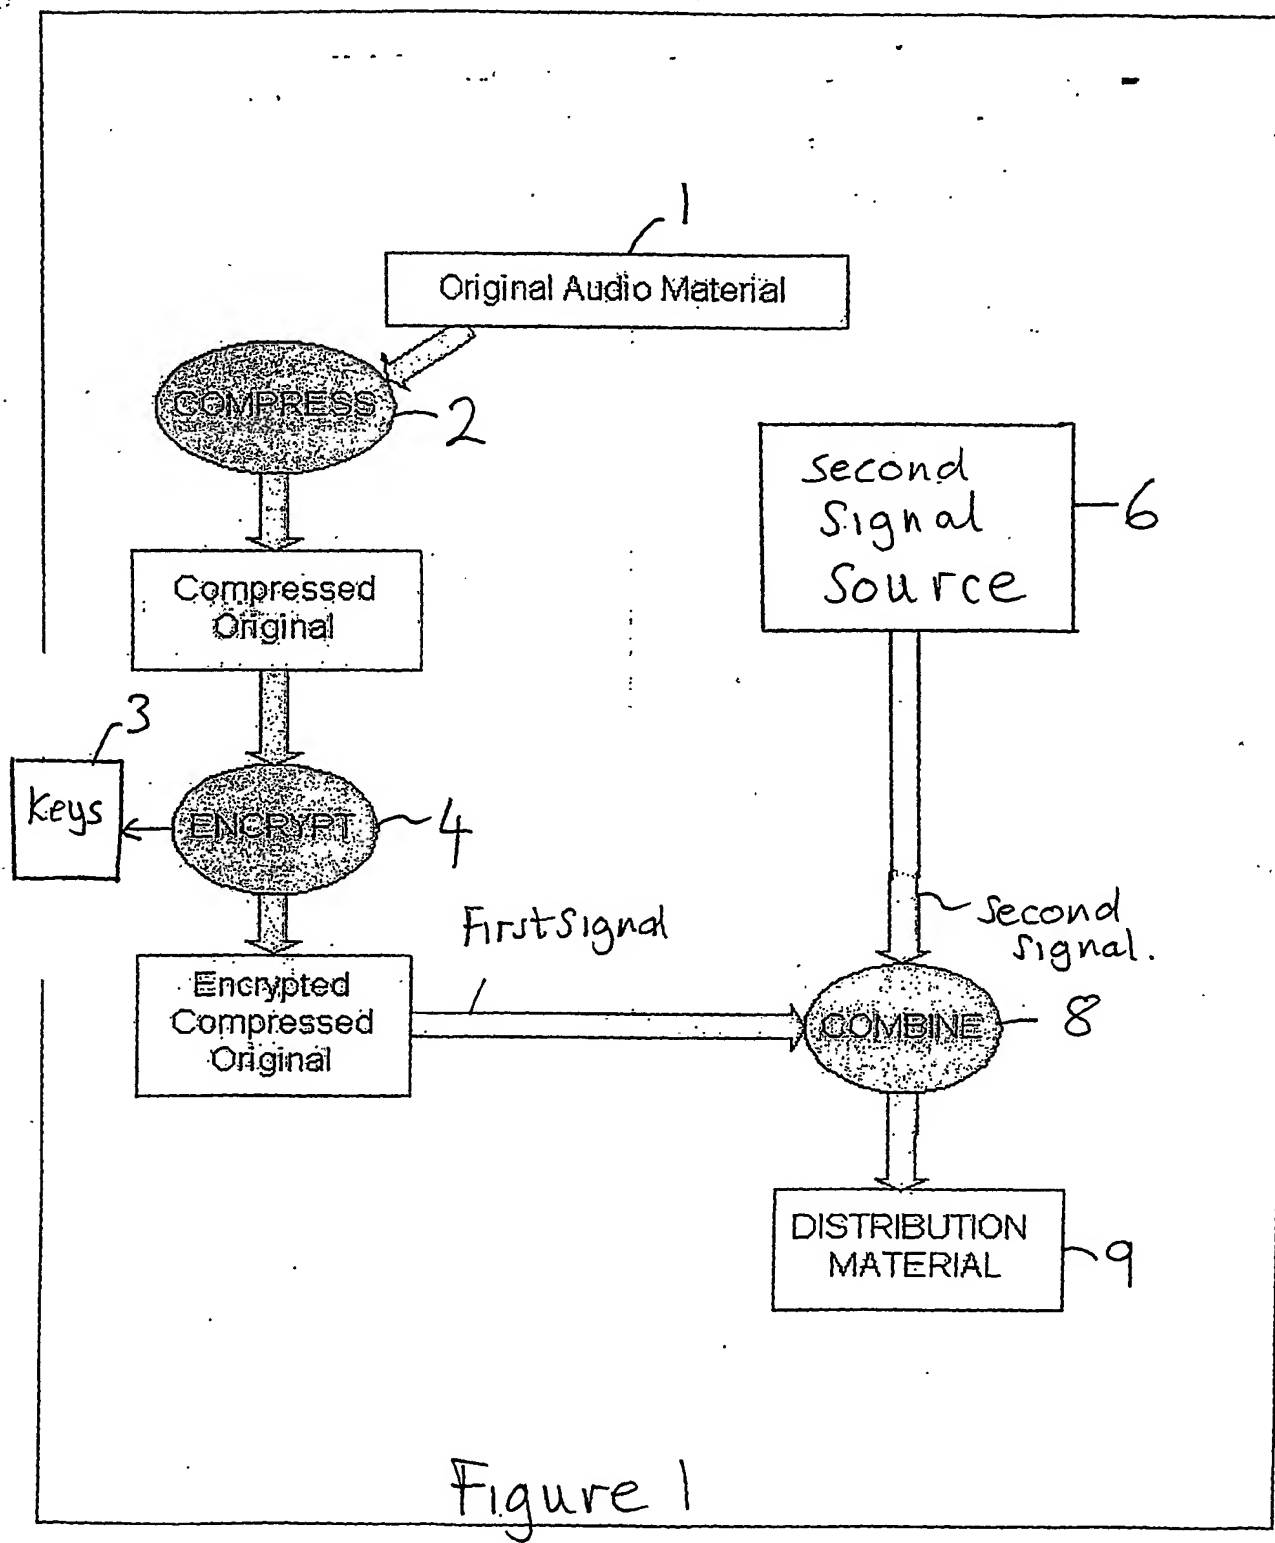 1
Original Audio Material
COMPRESS
2
Second
Signal
Source
6
Compressed
Original
3
Keys
ENCRYPT
4
First Signal
Second
Signal.
Encrypted
Compressed
Original
COMBINE
8
DISTRIBUTION
MATERIAL
9
Figure 1